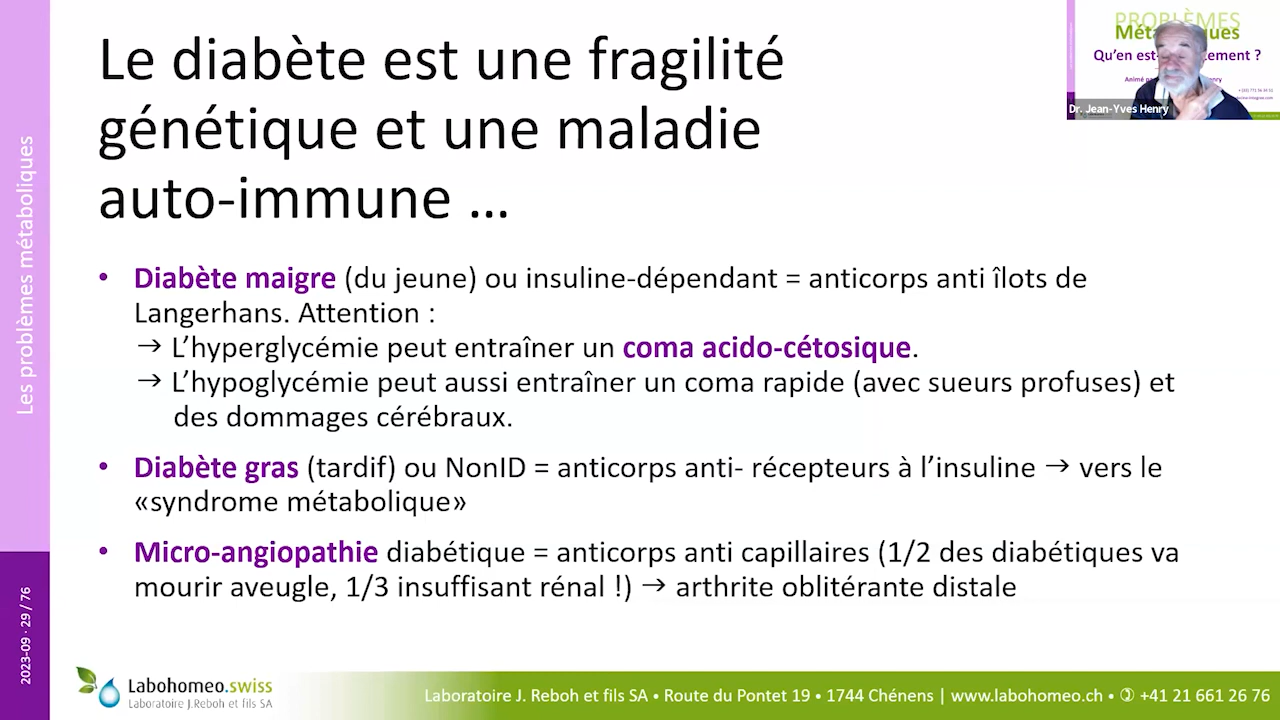 Le diabète est une fragilité
génétique et une maladie
auto-immune ...
• Diabète maigre (du jeune) ou insuline-dépendant = anticorps anti îlots de
Langerhans. Attention :
→ L’hyperglycémie peut entraîner un coma acido-cétosique.
→ L’hypoglycémie peut aussi entraîner un coma rapide (avec sueurs profuses) et
des dommages cérébraux.
• Diabète gras (tardif) ou NonID = anticorps anti- récepteurs à l’insuline → vers le
«syndrome métabolique»
• Micro-angiopathie diabétique = anticorps anti capillaires (1/2 des diabétiques va
mourir aveugle, 1/3 insuffisant rénal !) → arthrite oblitérante distale
Les problèmes métaboliques
2023-09 · 29 / 76
PROBLÈMES
Qu’en est-
Dr. Jean-Yves Henry
Labohomeo.swiss
Laboratoire J.Reboh et fils SA
Laboratoire J. Reboh et fils SA • Route du Pontet 19 • 1744 Chénens | www.labohomeo.ch • ✆ +41 21 661 26 76